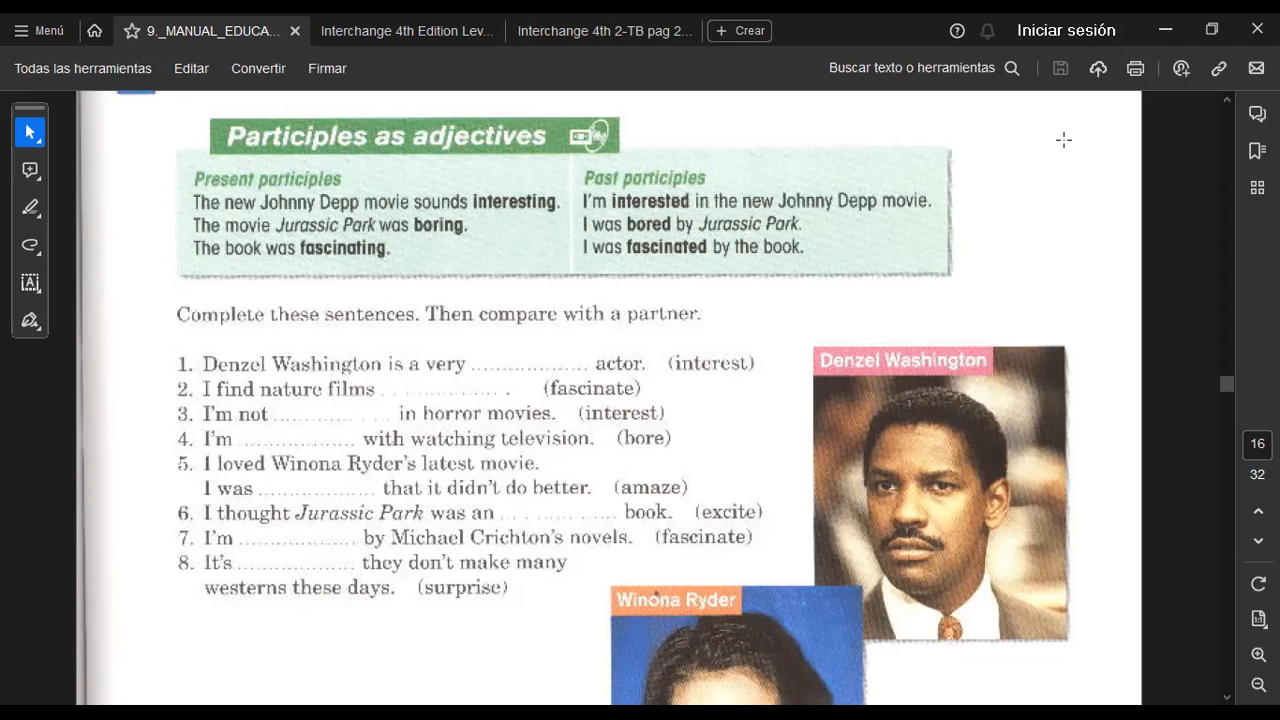 Menú
9._MANUAL_EDUCA...
Interchange 4th Edition Lev...
Interchange 4th 2-TB pag 2...
Crear
Iniciar sesión
Todas las herramientas
Editar
Convertir
Firmar
Buscar texto o herramientas
Participles as adjectives
Present participles
The new Johnny Depp movie sounds interesting.
The movie Jurassic Park was boring.
The book was fascinating.
Past participles
I'm interested in the new Johnny Depp movie.
I was bored by Jurassic Park.
I was fascinated by the book.
Complete these sentences. Then compare with a partner.
1. Denzel Washington is a very .................. actor. (interest)
2. I find nature films .................. . (fascinate)
3. I'm not .................. in horror movies. (interest)
4. I'm .................. with watching television. (bore)
5. I loved Winona Ryder's latest movie.
I was .................. that it didn't do better. (amaze)
6. I thought Jurassic Park was an .................. book. (excite)
7. I'm .................. by Michael Crichton's novels. (fascinate)
8. It's .................. they don't make many
westerns these days. (surprise)
Denzel Washington
Winona Ryder
16
32